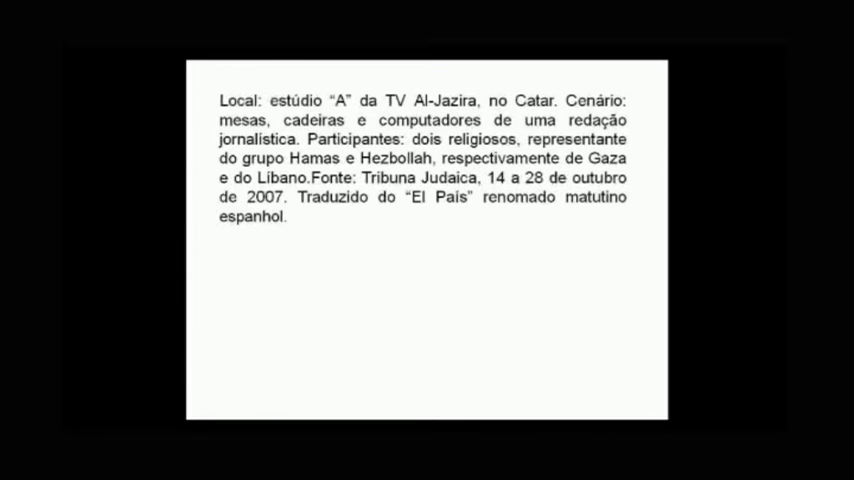 Local: estúdio “A” da TV Al-Jazira, no Catar. Cenário:
mesas, cadeiras e computadores de uma redação
jornalística. Participantes: dois religiosos, representante
do grupo Hamas e Hezbollah, respectivamente de Gaza
e do Líbano.Fonte: Tribuna Judaica, 14 a 28 de outubro
de 2007. Traduzido do “El País” renomado matutino
espanhol.